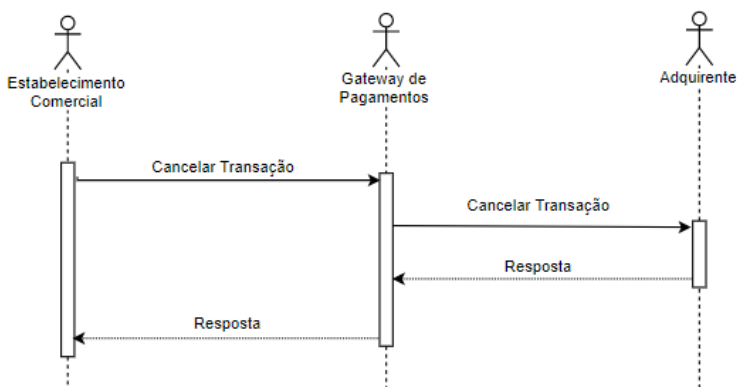 Estabelecimento
Comercial
Gateway de
Pagamentos
Adquirente
Cancelar Transação
Cancelar Transação
Resposta
Resposta